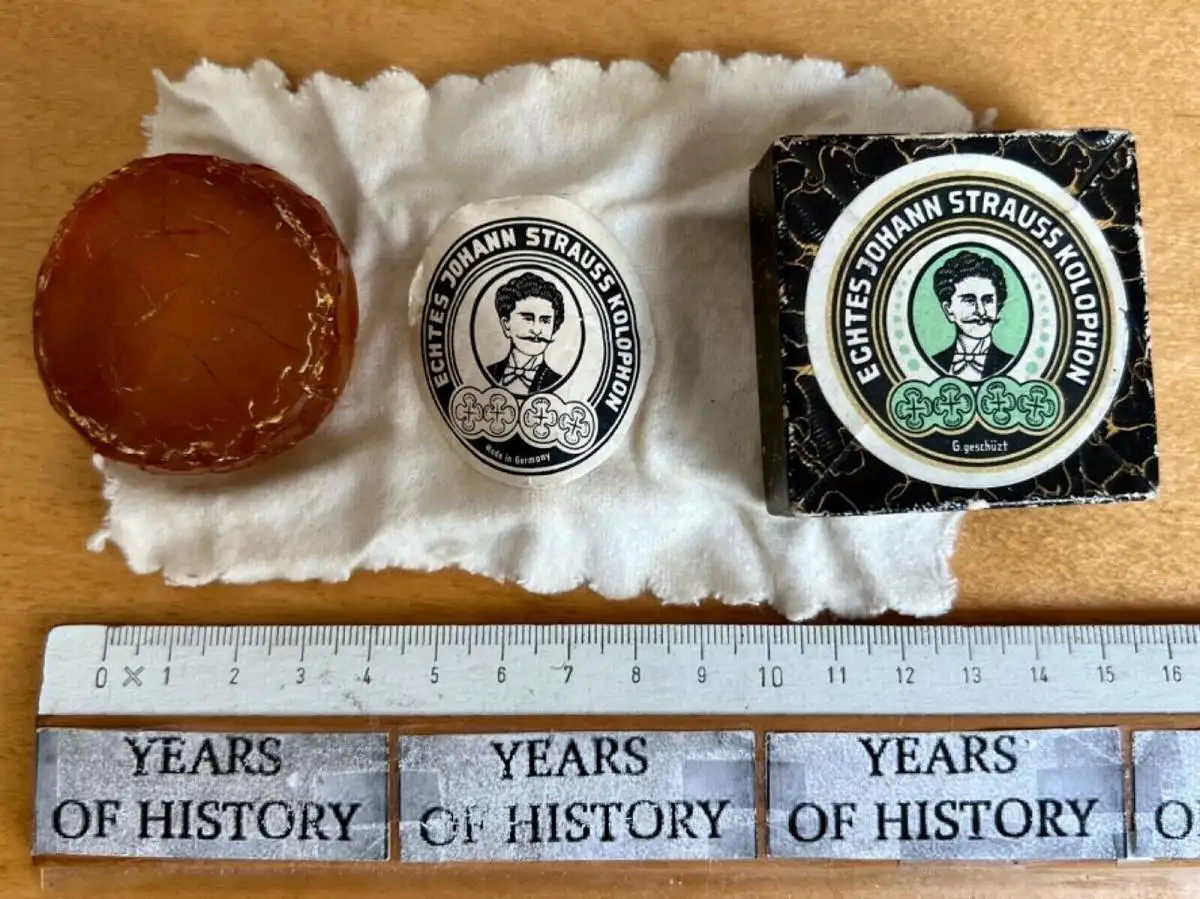 ECHTES JOHANN STRAUSS KOLOPHON
Made in Germany
ECHTES JOHANN STRAUSS KOLOPHON
G.geschüzt
0 1 2 3 4 5 6 7 8 9 10 11 12 13 14 15 16
YEARS
OF HISTORY
YEARS
OF HISTORY
YEARS
OF HISTORY
O